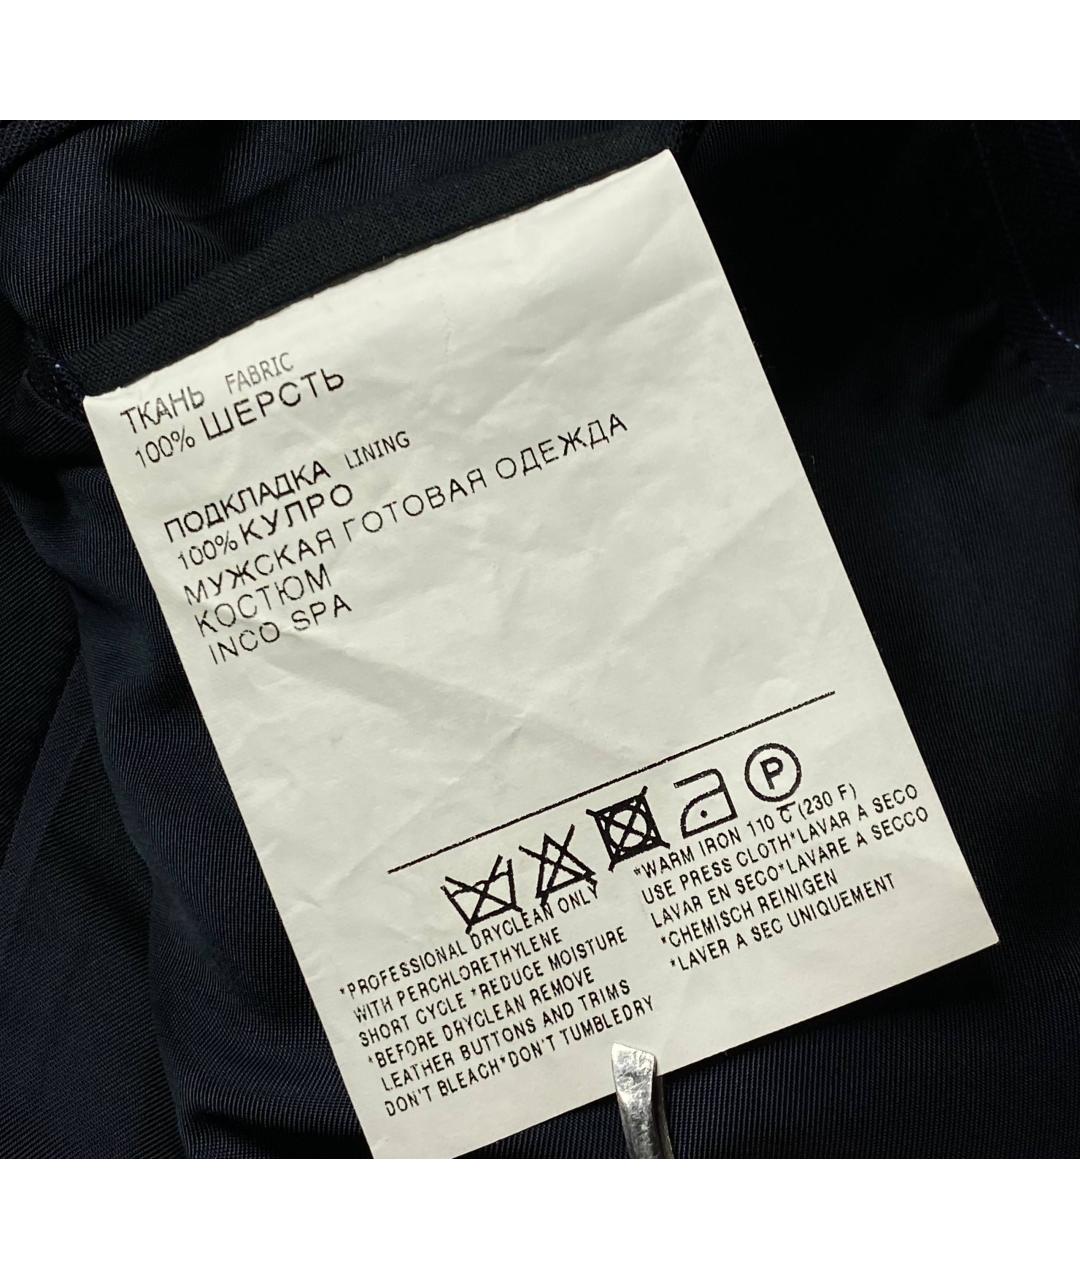 ТКАНЬ FABRIC
100% ШЕРСТЬ
ПОДКЛАДКА LINING
100% КУПРО
МУЖСКАЯ ГОТОВАЯ ОДЕЖДА
КОСТЮМ
INCO SPA
P
*PROFESSIONAL DRYCLEAN ONLY
WITH PERCHLORETHYLENE
SHORT CYCLE *REDUCE MOISTURE
*BEFORE DRYCLEAN REMOVE
LEATHER BUTTONS AND TRIMS
DON'T BLEACH*DON'T TUMBLEDRY
*WARM IRON 110 C (230 F)
USE PRESS CLOTH*LAVAR A SECO
LAVAR EN SECO*LAVARE A SECCO
*CHEMISCH REINIGEN
*LAVER A SEC UNIQUEMENT